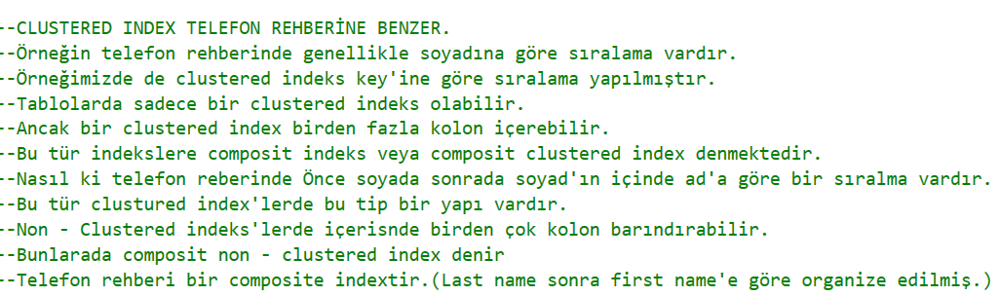 --CLUSTERED INDEX TELEFON REHBERİNE BENZER.
--Örneğin telefon rehberinde genellikle soyadına göre sıralama vardır.
--Örneğimizde de clustered indeks key'ine göre sıralama yapılmıştır.
--Tablolarda sadece bir clustered indeks olabilir.
--Ancak bir clustered index birden fazla kolon içerebilir.
--Bu tür indekslere composit indeks veya composit clustered index denmektedir.
--Nasıl ki telefon reberinde Önce soyada sonrada soyad'ın içinde ad'a göre bir sıralma vardır.
--Bu tür clustured index'lerde bu tip bir yapı vardır.
--Non - Clustered indeks'lerde içerisnde birden çok kolon barındırabilir.
--Bunlarada composit non - clustered index denir
--Telefon rehberi bir composite indextir.(Last name sonra first name'e göre organize edilmiş.)